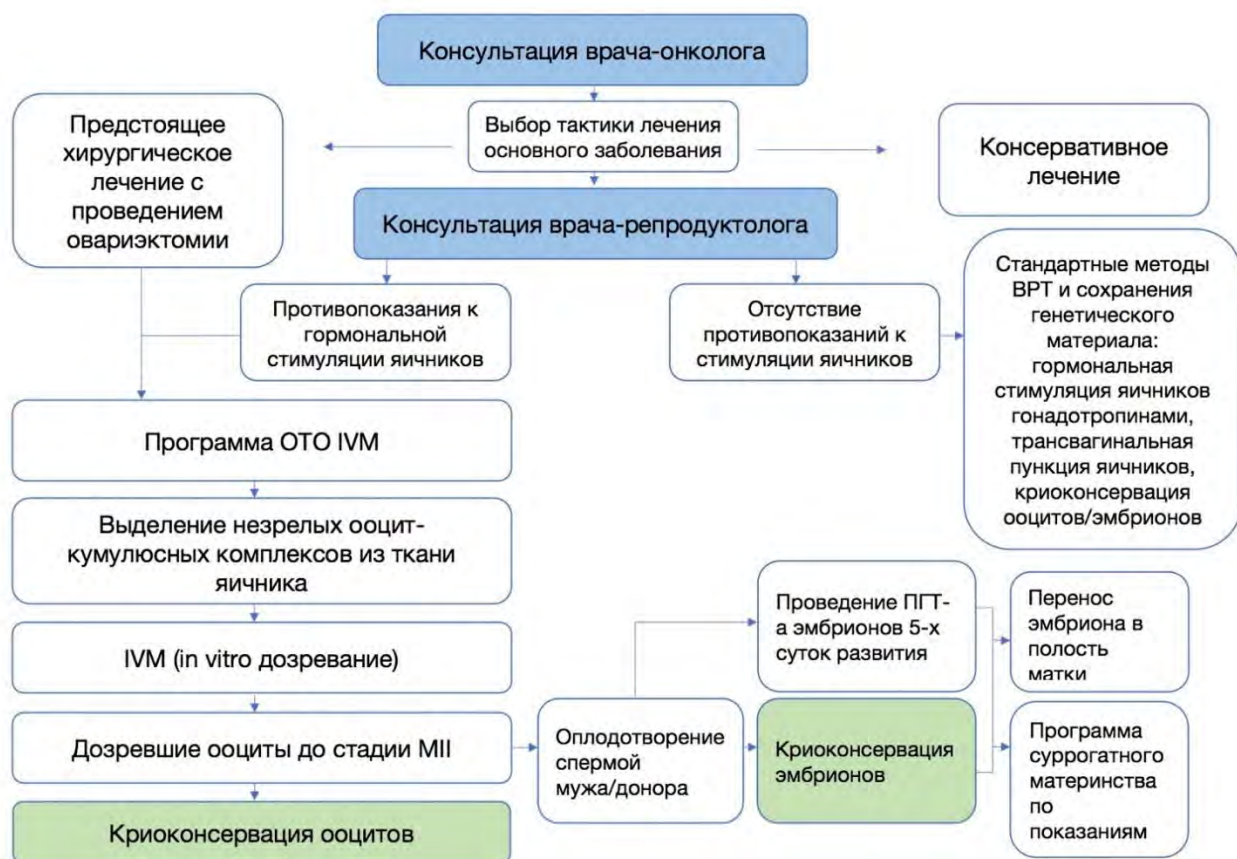 Консультация врача-онколога
Предстоящее
хирургическое
лечение с
проведением
овариэктомии
Выбор тактики лечения
основного заболевания
Консервативное
лечение
Консультация врача-репродуктолога
Противопоказания к
гормональной
стимуляции яичников
Отсутствие
противопоказаний к
стимуляции яичников
Стандартные методы
ВРТ и сохранения
генетического
материала:
гормональная
стимуляция яичников
гонадотропинами,
трансвагинальная
пункция яичников,
криоконсервация
ооцитов/эмбрионов
Программа ОТО IVM
Выделение незрелых ооцит-
кумулюсных комплексов из ткани
яичника
IVM (in vitro дозревание)
Дозревшие ооциты до стадии MII
Криоконсервация ооцитов
Оплодотворение
спермой
мужа/донора
Проведение ПГТ-
а эмбрионов 5-х
суток развития
Криоконсервация
эмбрионов
Перенос
эмбриона в
полость
матки
Программа
суррогатного
материнства
по
показаниям